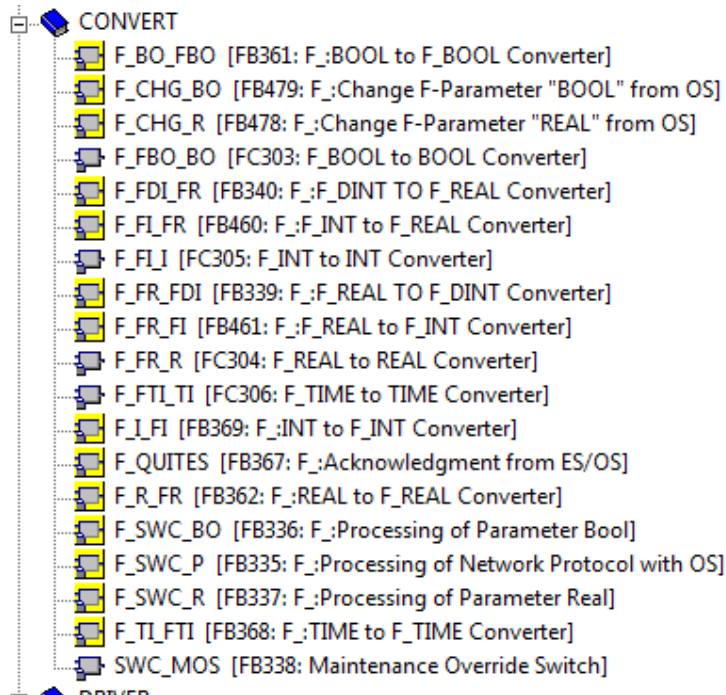 CONVERT
F_BO_FBO [FB361: F_:BOOL to F_BOOL Converter]
F_CHG_BO [FB479: F_:Change F-Parameter "BOOL" from OS]
F_CHG_R [FB478: F_:Change F-Parameter "REAL" from OS]
F_FBO_BO [FC303: F_BOOL to BOOL Converter]
F_FDI_FR [FB340: F_:F_DINT TO F_REAL Converter]
F_FI_FR [FB460: F_:F_INT to F_REAL Converter]
F_FI_I [FC305: F_INT to INT Converter]
F_FR_FDI [FB339: F_:F_REAL TO F_DINT Converter]
F_FR_FI [FB461: F_:F_REAL to F_INT Converter]
F_FR_R [FC304: F_REAL to REAL Converter]
F_FTI_TI [FC306: F_TIME to TIME Converter]
F_I_FI [FB369: F_:INT to F_INT Converter]
F_QUITES [FB367: F_:Acknowledgment from ES/OS]
F_R_FR [FB362: F_:REAL to F_REAL Converter]
F_SWC_BO [FB336: F_:Processing of Parameter Bool]
F_SWC_P [FB335: F_:Processing of Network Protocol with OS]
F_SWC_R [FB337: F_:Processing of Parameter Real]
F_TI_FTI [FB368: F_:TIME to F_TIME Converter]
SWC_MOS [FB338: Maintenance Override Switch]